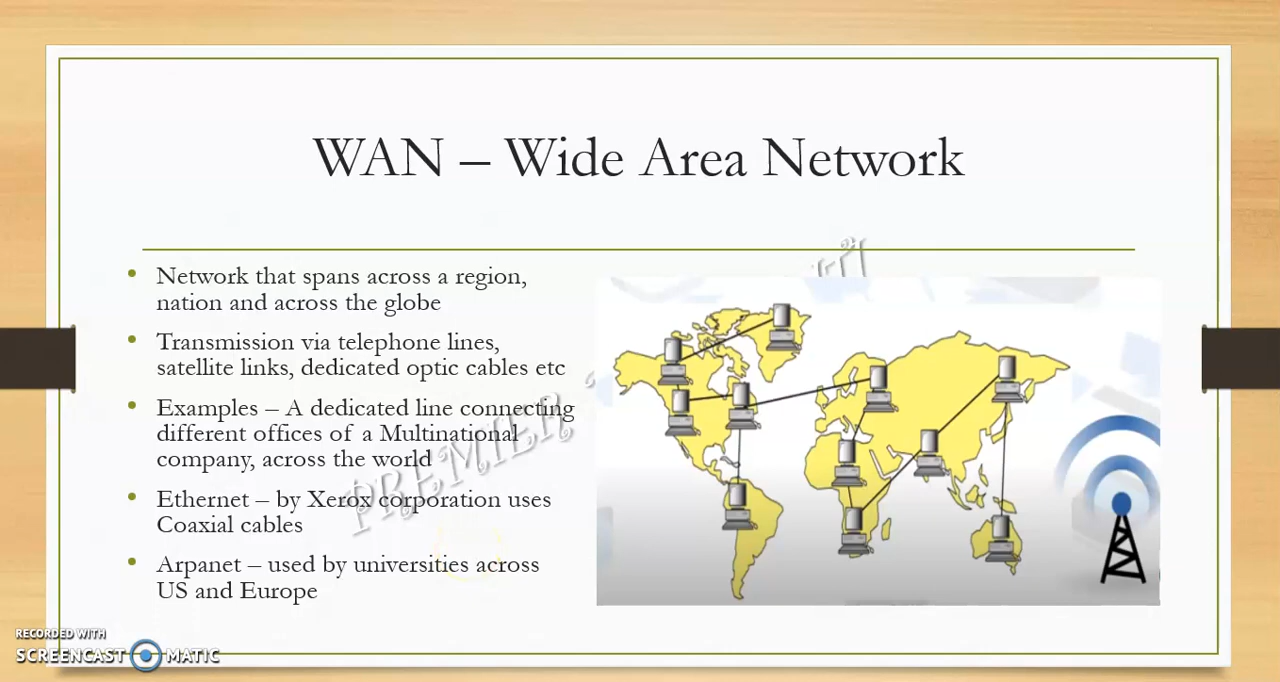 WAN – Wide Area Network
• Network that spans across a region,
nation and across the globe
• Transmission via telephone lines,
satellite links, dedicated optic cables etc
• Examples – A dedicated line connecting
different offices of a Multinational
company, across the world
• Ethernet – by Xerox corporation uses
Coaxial cables
• Arpanet – used by universities across
US and Europe
PREMIER
RECORDED WITH
SCREENCAST MATIC